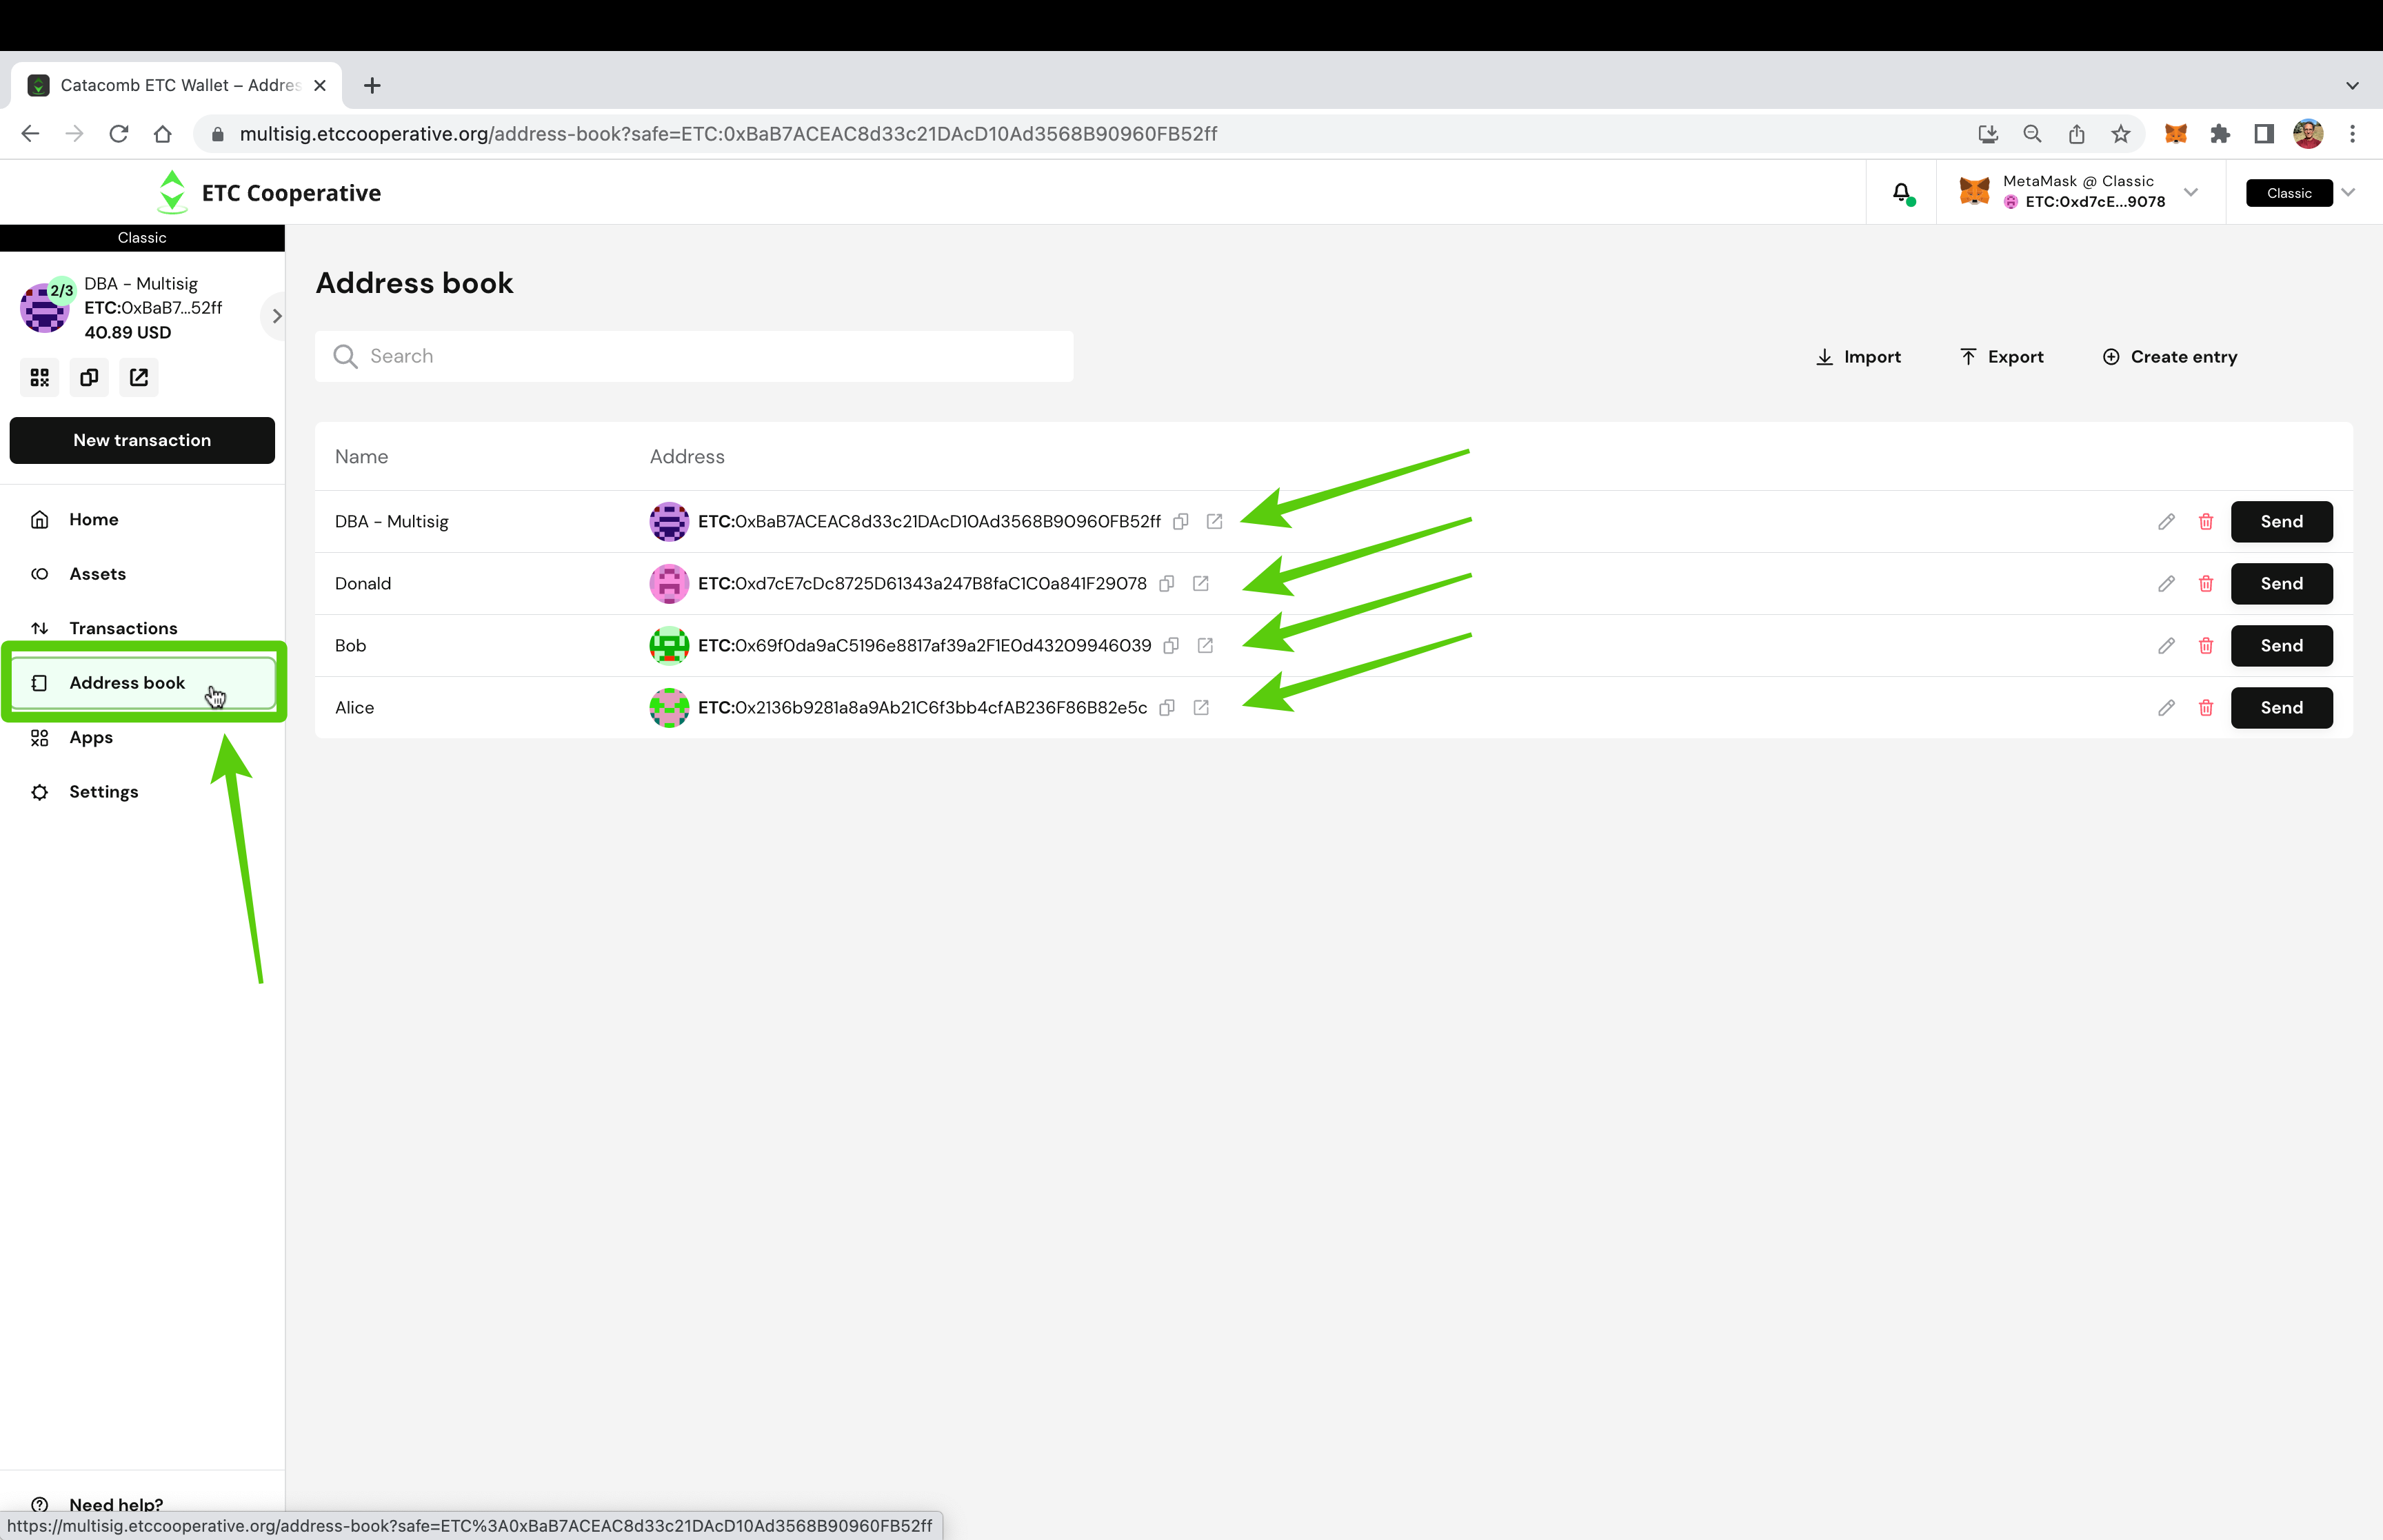 Catacomb ETC Wallet – Addres
multisig.etccooperative.org/address-book?safe=ETC:0xBaB7ACEAC8d33c21DAcD10Ad3568B90960FB52ff
ETC Cooperative
MetaMask @ Classic
ETC:0xd7cE...9078
Classic
Classic
2/3
DBA - Multisig
ETC:0xBaB7...52ff
40.89 USD
New transaction
Home
Assets
Transactions
Address book
Apps
Settings
Need help?
Address book
Search
Import
Export
Create entry
Name Address
DBA - Multisig ETC:0xBaB7ACEAC8d33c21DAcD10Ad3568B90960FB52ff Send
Donald ETC:0xd7cE7cDc8725D61343a247B8faC1C0a841F29078 Send
Bob ETC:0x69f0da9aC5196e8817af39a2F1E0d43209946039 Send
Alice ETC:0x2136b9281a8a9Ab21C6f3bb4cfAB236F86B82e5c Send
https://multisig.etccooperative.org/address-book?safe=ETC%3A0xBaB7ACEAC8d33c21DAcD10Ad3568B90960FB52ff